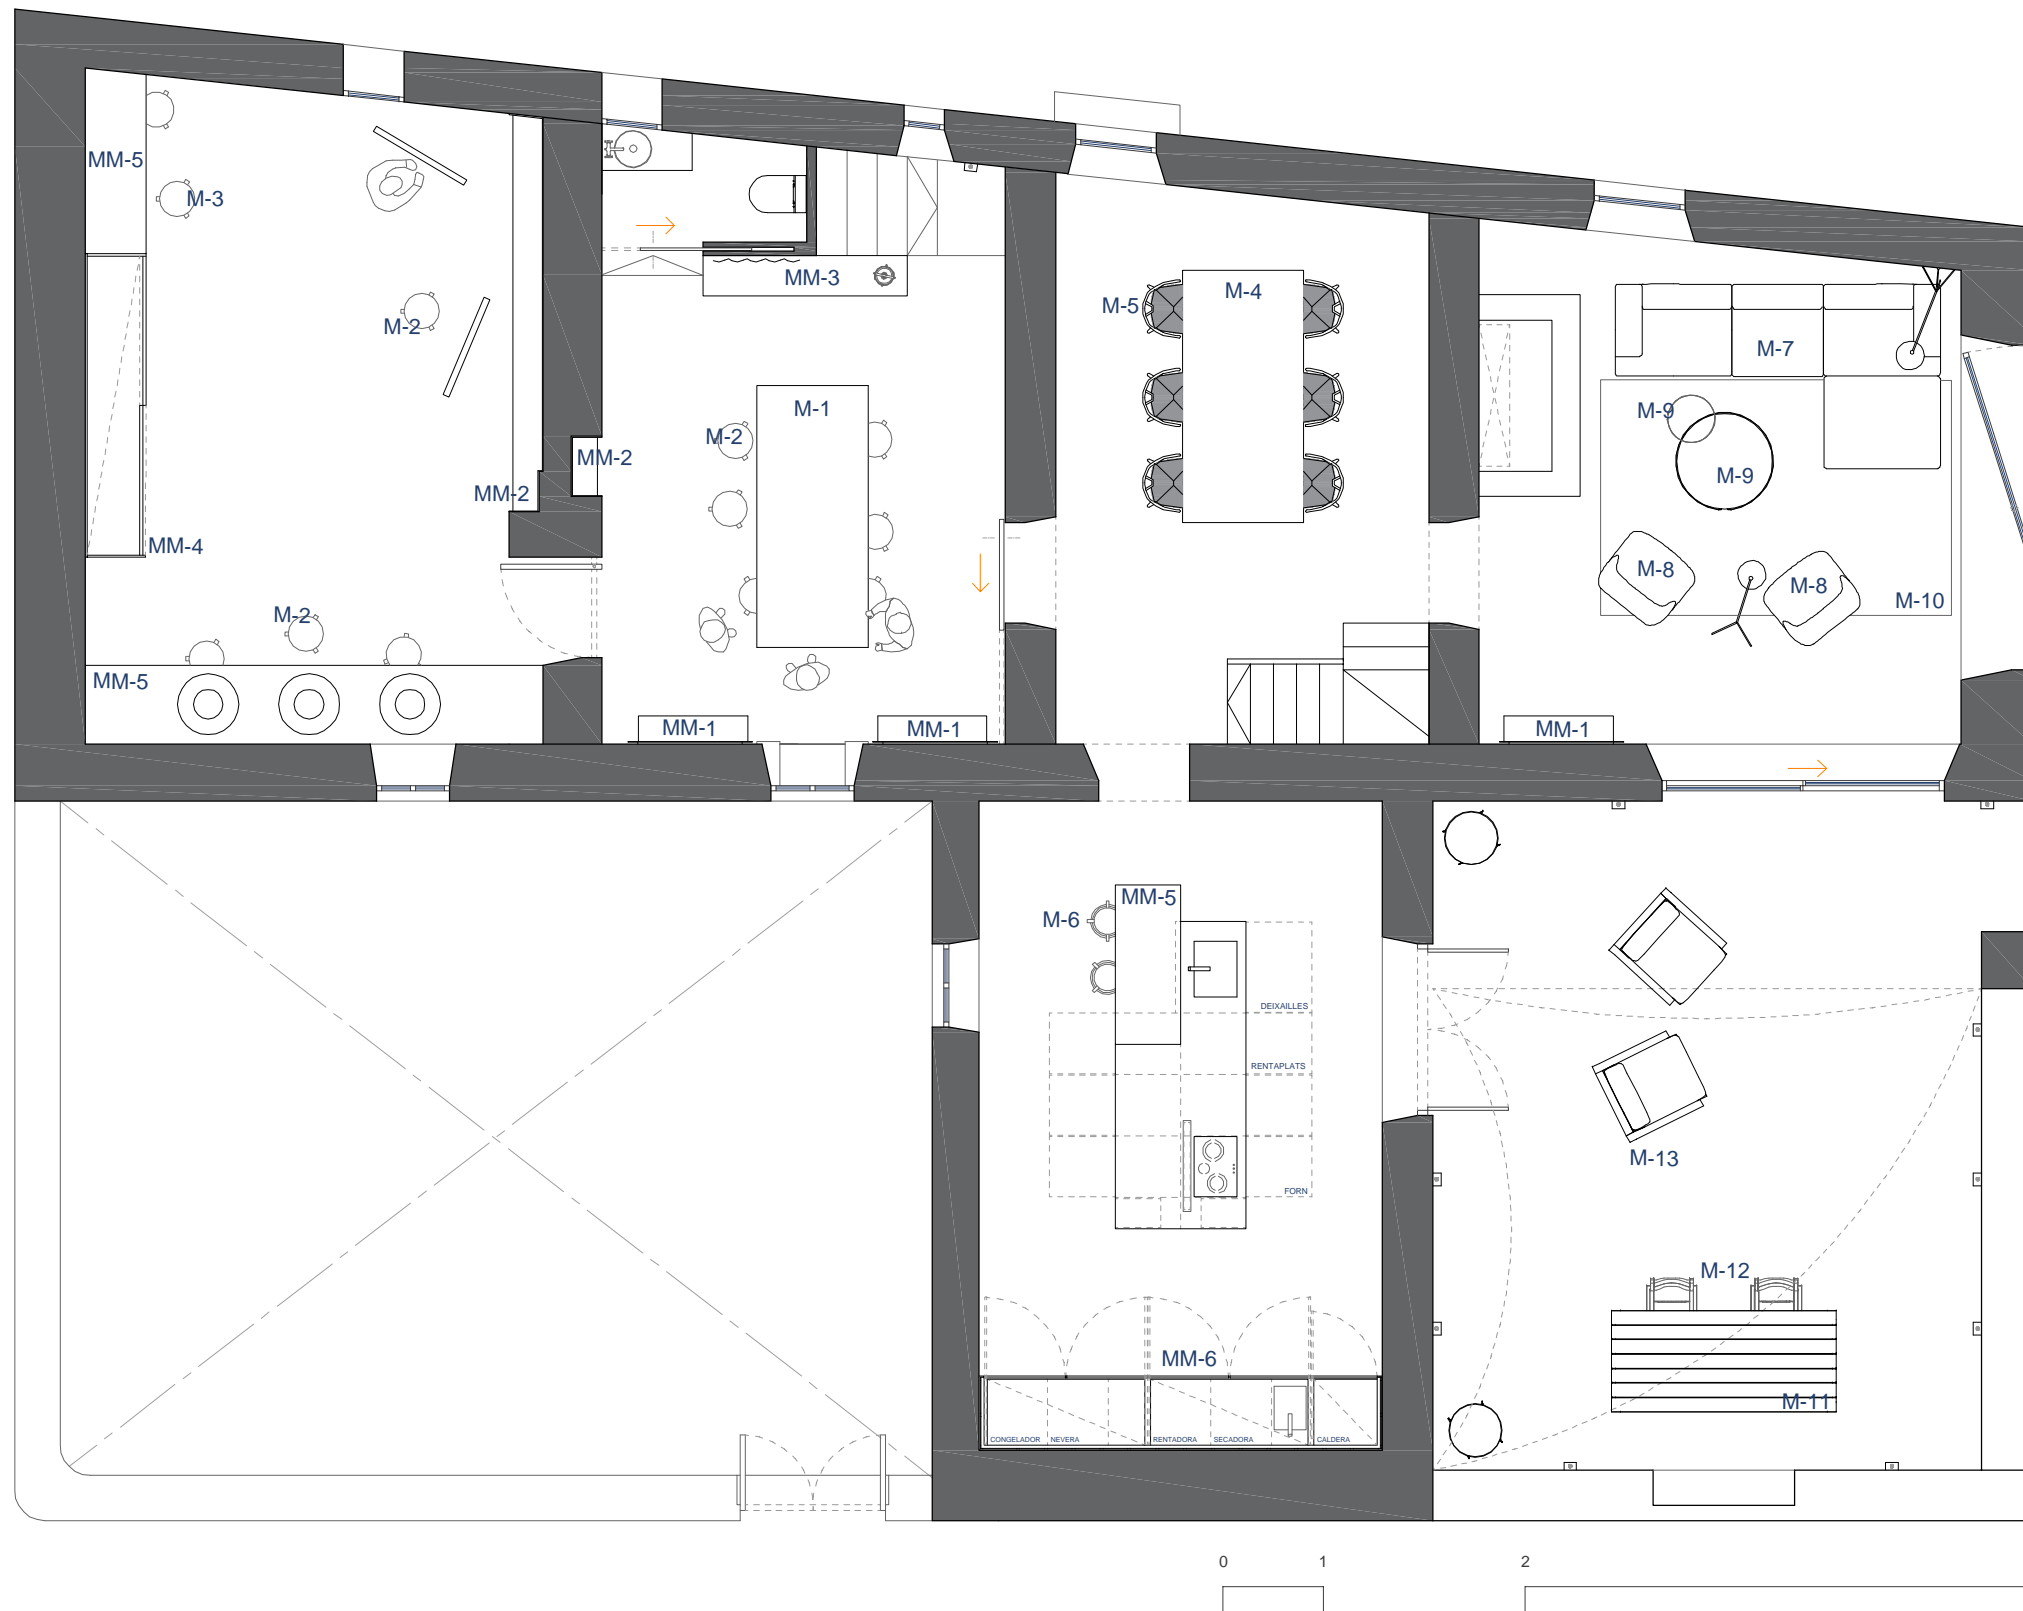 MM-5
M-3
MM-3
M-5
M-4
M-2
M-7
M-1
M-9
M-2
MM-2
M-9
MM-2
MM-4
M-8
M-8
M-10
M-2
MM-5
MM-1
MM-1
MM-1
MM-5
M-6
DEIXAILLES
RENTAPLATS
M-13
FORN
M-12
MM-6
M-11
CONGELADOR NEVERA RENTADORA SECADORA CALDERA
0 1 2